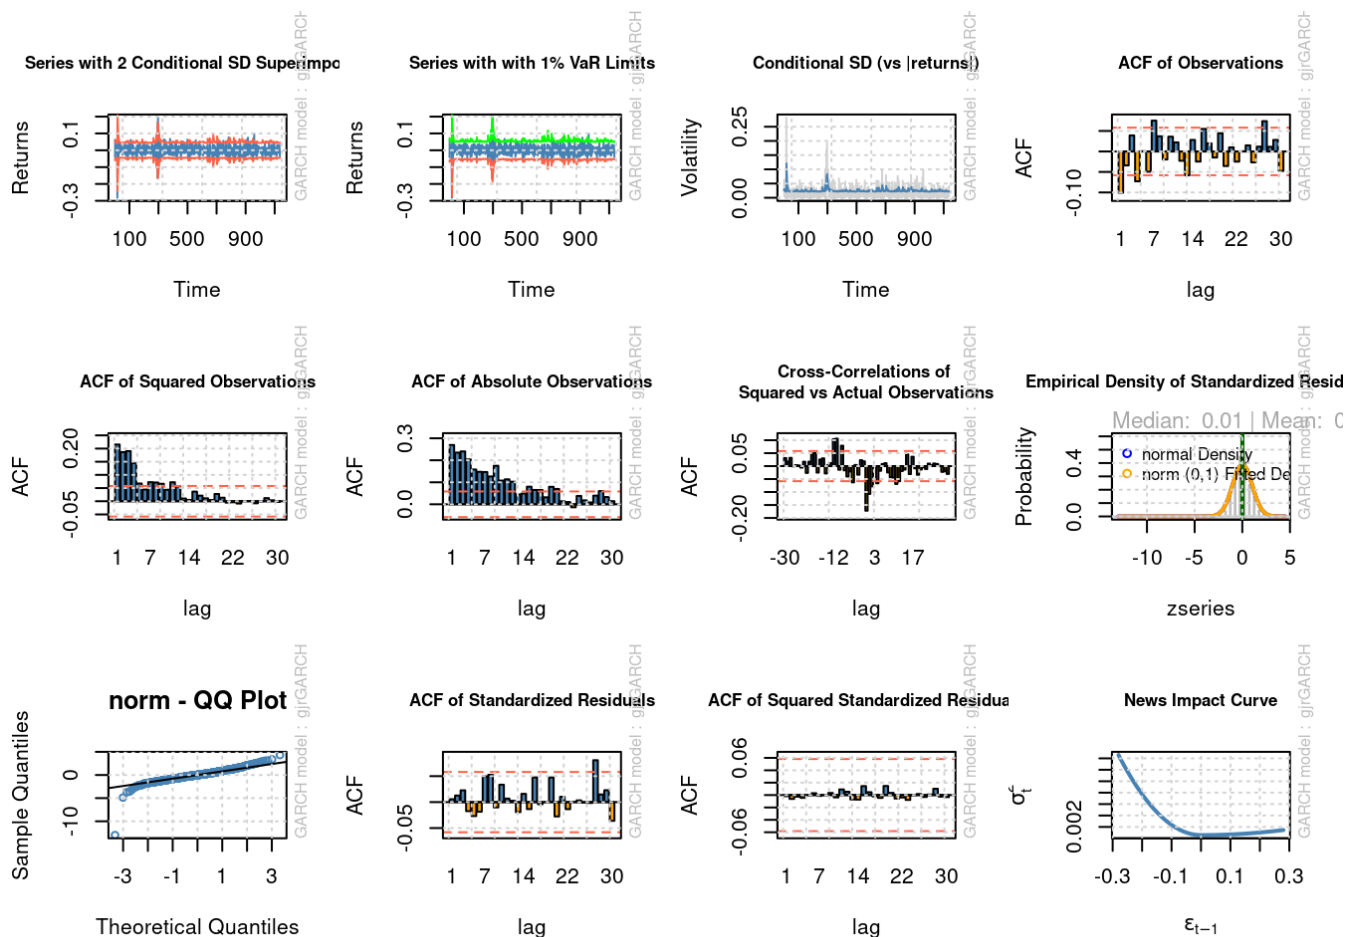 Series with 2 Conditional SD Superimpo
GARCH model : gjrGARCH
Returns
0.1
-0.3
100 500 900
Time
Series with with 1% VaR Limits
GARCH model : gjrGARCH
Returns
0.1
-0.3
100 500 900
Time
Conditional SD (vs |returns|)
GARCH model : gjrGARCH
Volatility
0.25
0.00
100 500 900
Time
ACF of Observations
GARCH model : gjrGARCH
ACF
-0.10
1 7 14 22 30
lag
ACF of Squared Observations
GARCH model : gjrGARCH
ACF
0.20
-0.05
1 7 14 22 30
lag
ACF of Absolute Observations
GARCH model : gjrGARCH
ACF
0.3
0.0
1 7 14 22 30
lag
Cross-Correlations of
Squared vs Actual Observations
GARCH model : gjrGARCH
ACF
0.05
-0.20
-30 -12 3 17
lag
Empirical Density of Standardized Resid
GARCH model : gjrGARCH
Median: 0.01 | Mean: 0
Probability
0.4
0.0
normal Density
norm (0,1) Fitted De
-10 -5 0 5
zseries
norm - QQ Plot
GARCH model : gjrGARCH
Sample Quantiles
0
-10
-3 -1 1 3
Theoretical Quantiles
ACF of Standardized Residuals
GARCH model : gjrGARCH
ACF
-0.05
1 7 14 22 30
lag
ACF of Squared Standardized Residua
GARCH model : gjrGARCH
ACF
0.06
-0.06
1 7 14 22 30
lag
News Impact Curve
GARCH model : gjrGARCH
0.002
-0.3 -0.1 0.1 0.3
εt−1